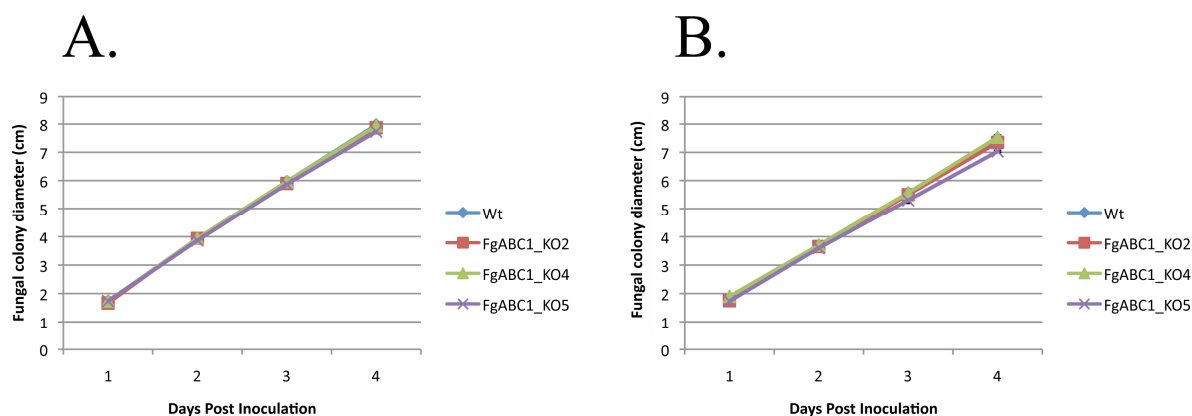 A.
Fungal colony diameter (cm)
9
8
7
6
5
4
3
2
1
0
1 2 3 4
Days Post Inoculation
Wt
FgABC1_KO2
FgABC1_KO4
FgABC1_KO5
B.
Fungal colony diameter (cm)
9
8
7
6
5
4
3
2
1
0
1 2 3 4
Days Post Inoculation
Wt
FgABC1_KO2
FgABC1_KO4
FgABC1_KO5